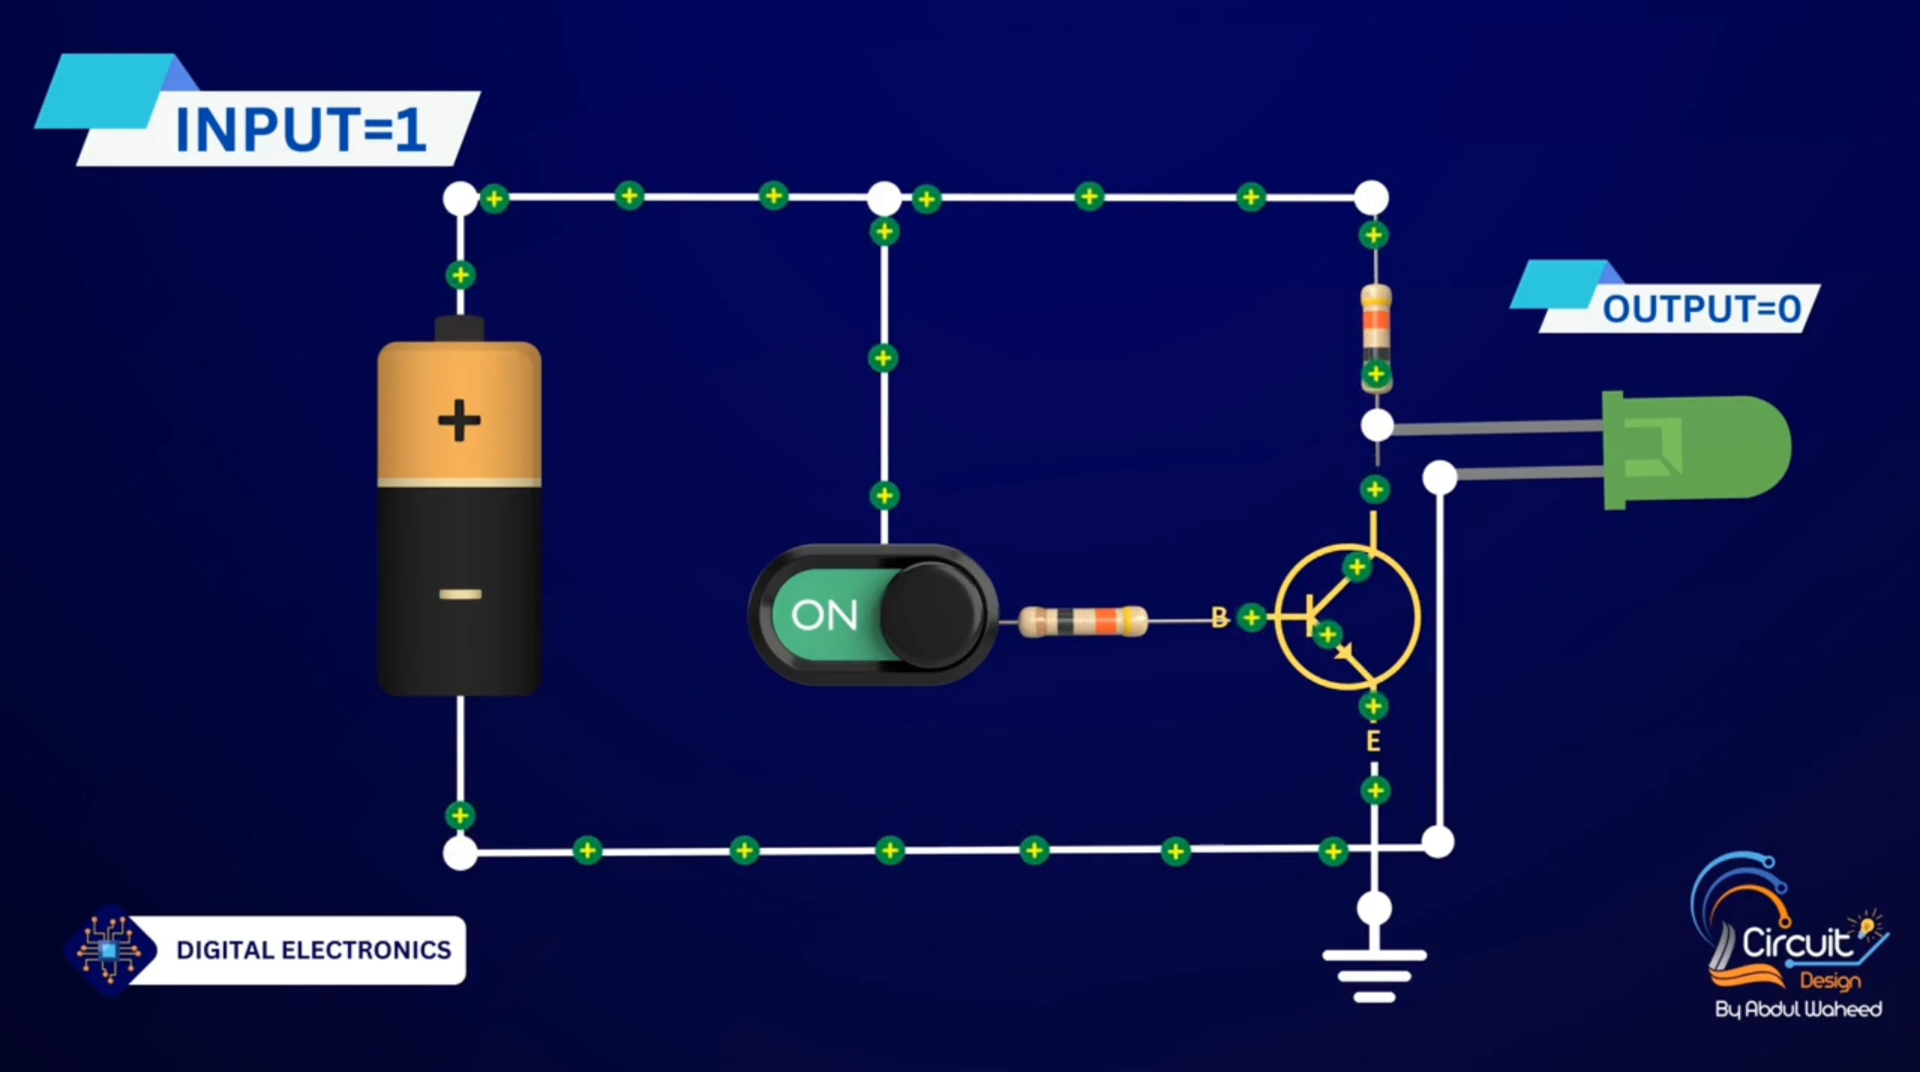 INPUT=1
OUTPUT=0
+
-
ON
B
E
DIGITAL ELECTRONICS
Circuit
Design
By Abdul Waheed